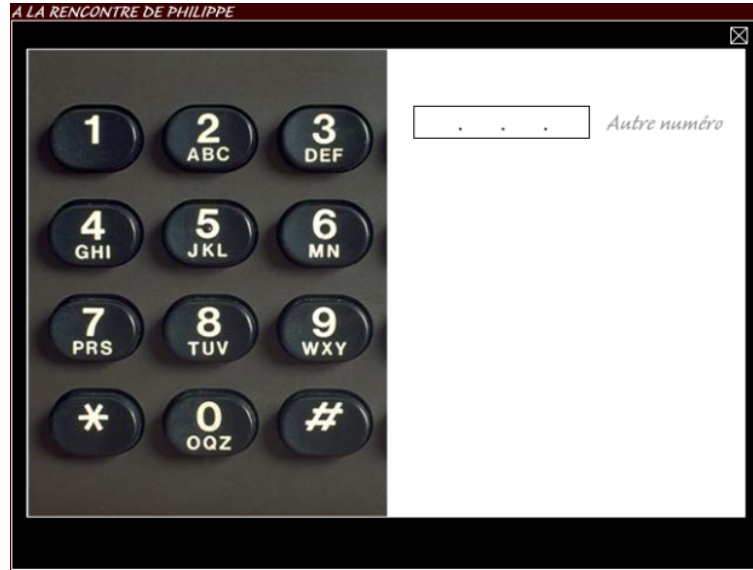 A LA RENCONTRE DE PHILIPPE
. . . Autre numéro
1 2 ABC 3 DEF
4 GHI 5 JKL 6 MN
7 PRS 8 TUV 9 WXY
* 0 OQZ #